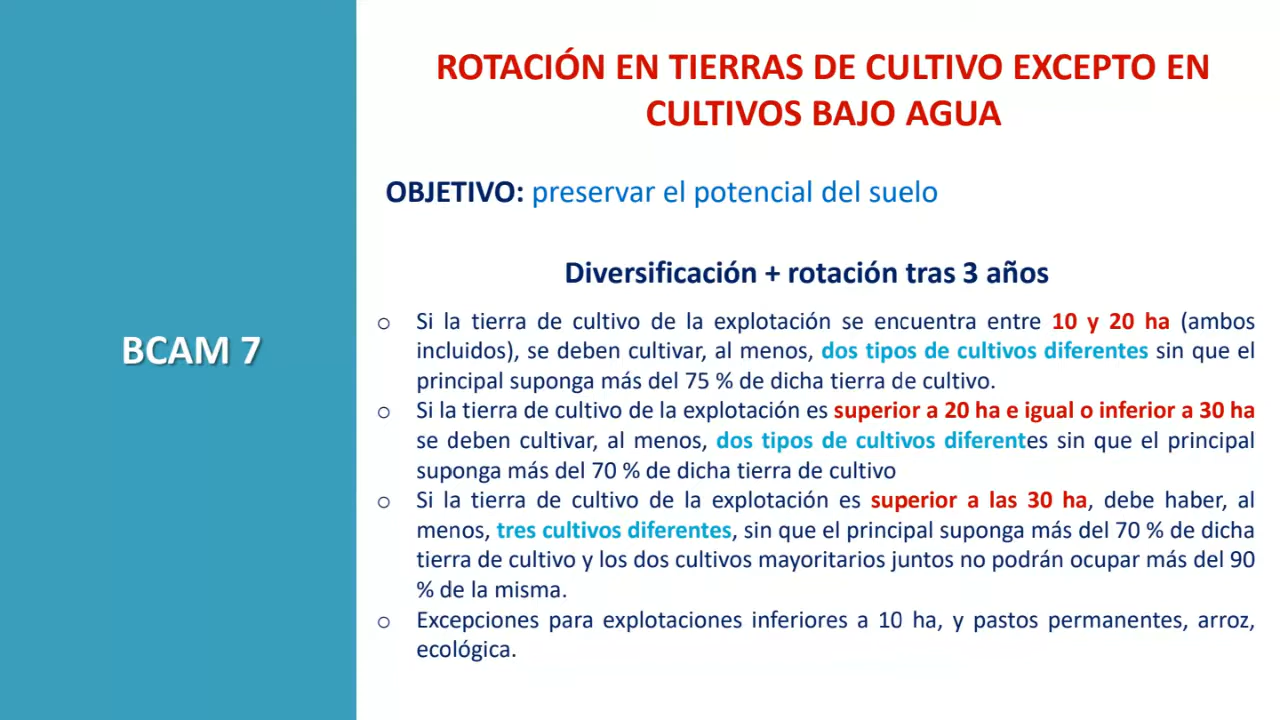 BCAM 7
ROTACIÓN EN TIERRAS DE CULTIVO EXCEPTO EN
CULTIVOS BAJO AGUA
OBJETIVO: preservar el potencial del suelo
Diversificación + rotación tras 3 años
o Si la tierra de cultivo de la explotación se encuentra entre 10 y 20 ha (ambos
incluidos), se deben cultivar, al menos, dos tipos de cultivos diferentes sin que el
principal suponga más del 75 % de dicha tierra de cultivo.
o Si la tierra de cultivo de la explotación es superior a 20 ha e igual o inferior a 30 ha
se deben cultivar, al menos, dos tipos de cultivos diferentes sin que el principal
suponga más del 70 % de dicha tierra de cultivo
o Si la tierra de cultivo de la explotación es superior a las 30 ha, debe haber, al
menos, tres cultivos diferentes, sin que el principal suponga más del 70 % de dicha
tierra de cultivo y los dos cultivos mayoritarios juntos no podrán ocupar más del 90
% de la misma.
o Excepciones para explotaciones inferiores a 10 ha, y pastos permanentes, arroz,
ecológica.